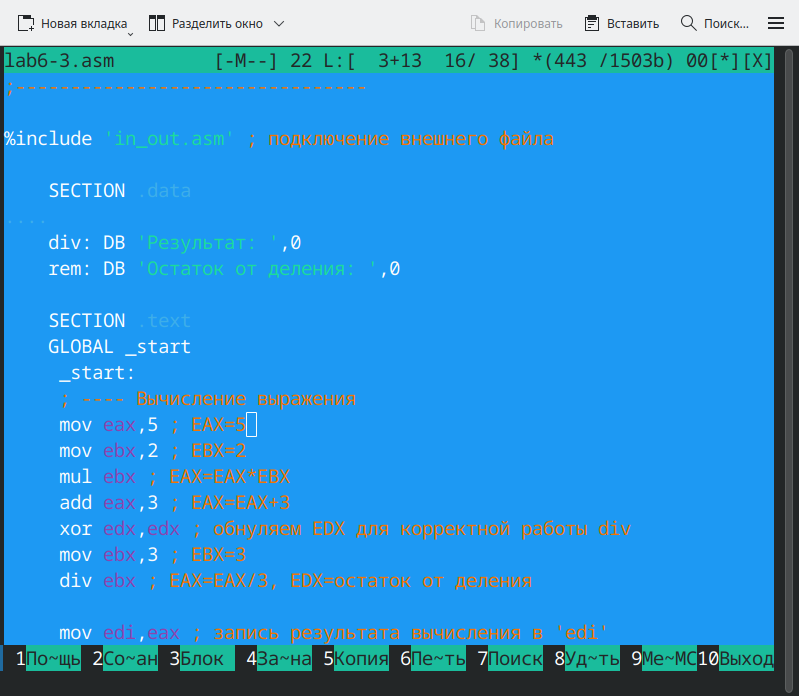 Новая вкладка Разделить окно Копировать Вставить Поиск...
lab6-3.asm [-M--] 22 L:[ 3+13 16/ 38] *(443 /1503b) 00[*][X]
;--------------------------------
%include 'in_out.asm' ; подключение внешнего файла
SECTION .data
....
div: DB 'Результат: ',0
rem: DB 'Остаток от деления: ',0
SECTION .text
GLOBAL _start
_start:
; ---- Вычисление выражения
mov eax,5 ; EAX=5
mov ebx,2 ; EBX=2
mul ebx ; EAX=EAX*EBX
add eax,3 ; EAX=EAX+3
xor edx,edx ; обнуляем EDX для корректной работы div
mov ebx,3 ; EBX=3
div ebx ; EAX=EAX/3, EDX=остаток от деления
mov edi,eax ; запись результата вычисления в 'edi'
1По~щь 2Со~ан 3Блок 4За~на 5Копия 6Пе~ть 7Поиск 8Уд~ть 9Ме~МС10Выход